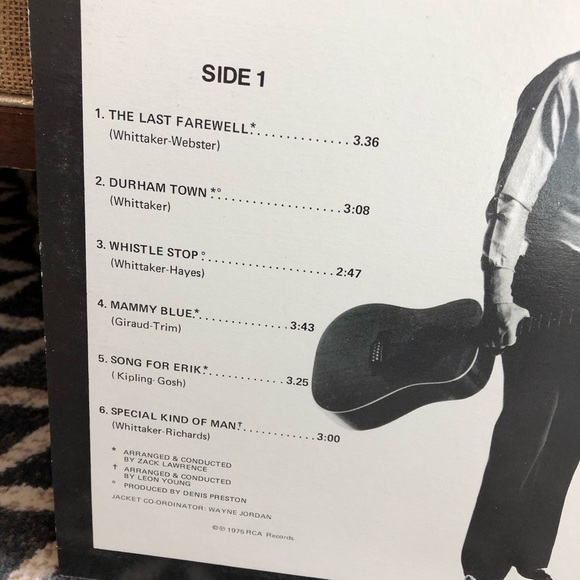 SIDE 1
1. THE LAST FAREWELL*............ 3.36
(Whittaker-Webster)
2. DURHAM TOWN *°..................3:08
(Whittaker)
3. WHISTLE STOP °...................2:47
(Whittaker-Hayes)
4. MAMMY BLUE.*.............3:43
(Giraud-Trim)
5. SONG FOR ERIK*............3.25
( Kipling- Gosh)
6. SPECIAL KIND OF MAN†...........3:00
(Whittaker-Richards)
* ARRANGED & CONDUCTED
BY ZACK LAWRENCE
† ARRANGED & CONDUCTED
BY LEON YOUNG
° PRODUCED BY DENIS PRESTON
JACKET CO-ORDINATOR: WAYNE JORDAN
©℗ 1975 RCA Records